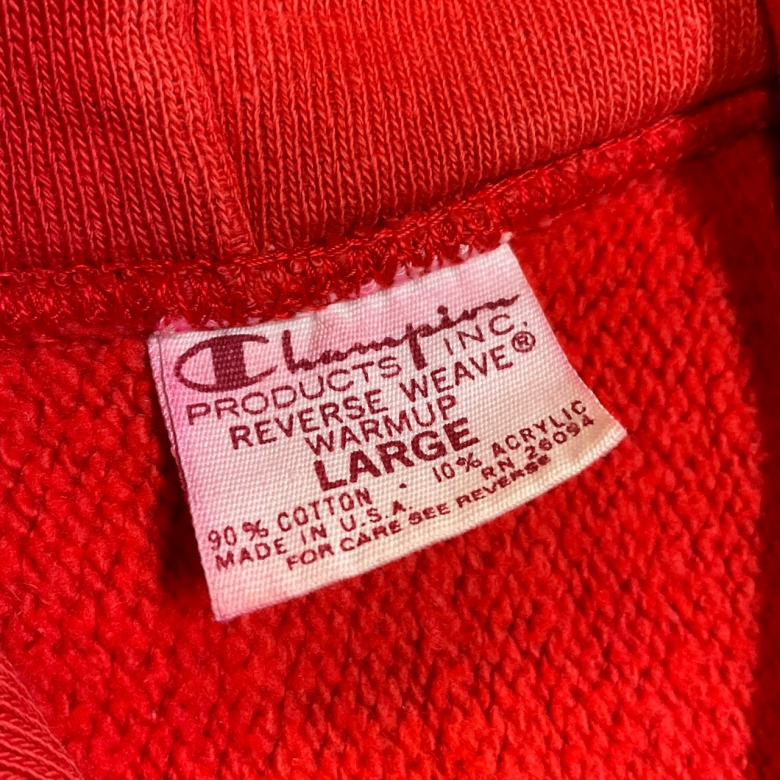 Champion
PRODUCTS INC.
REVERSE WEAVE®
WARMUP
LARGE
90% COTTON · 10% ACRYLIC
MADE IN U.S.A. RN 26094
FOR CARE SEE REVERSE